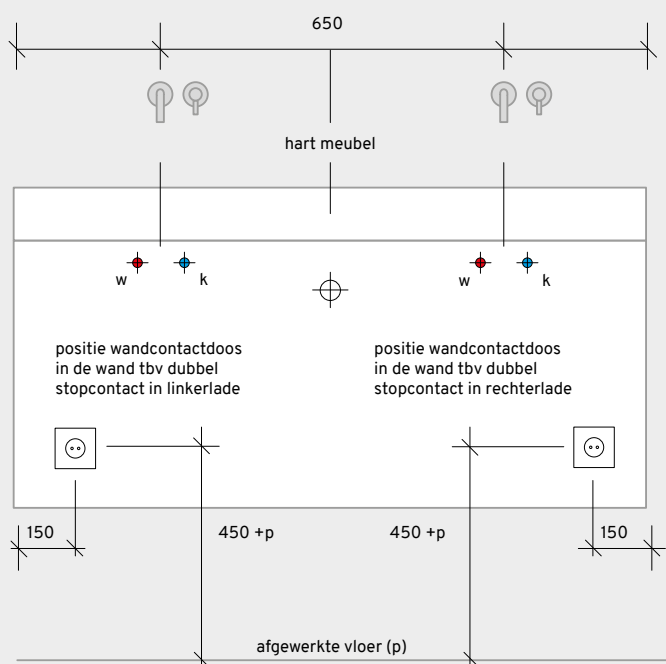 650
hart meubel
w
k
w
k
positie wandcontactdoos
in de wand tbv dubbel
stopcontact in linkerlade
positie wandcontactdoos
in de wand tbv dubbel
stopcontact in rechterlade
150
450 +p
450 +p
150
afgewerkte vloer (p)